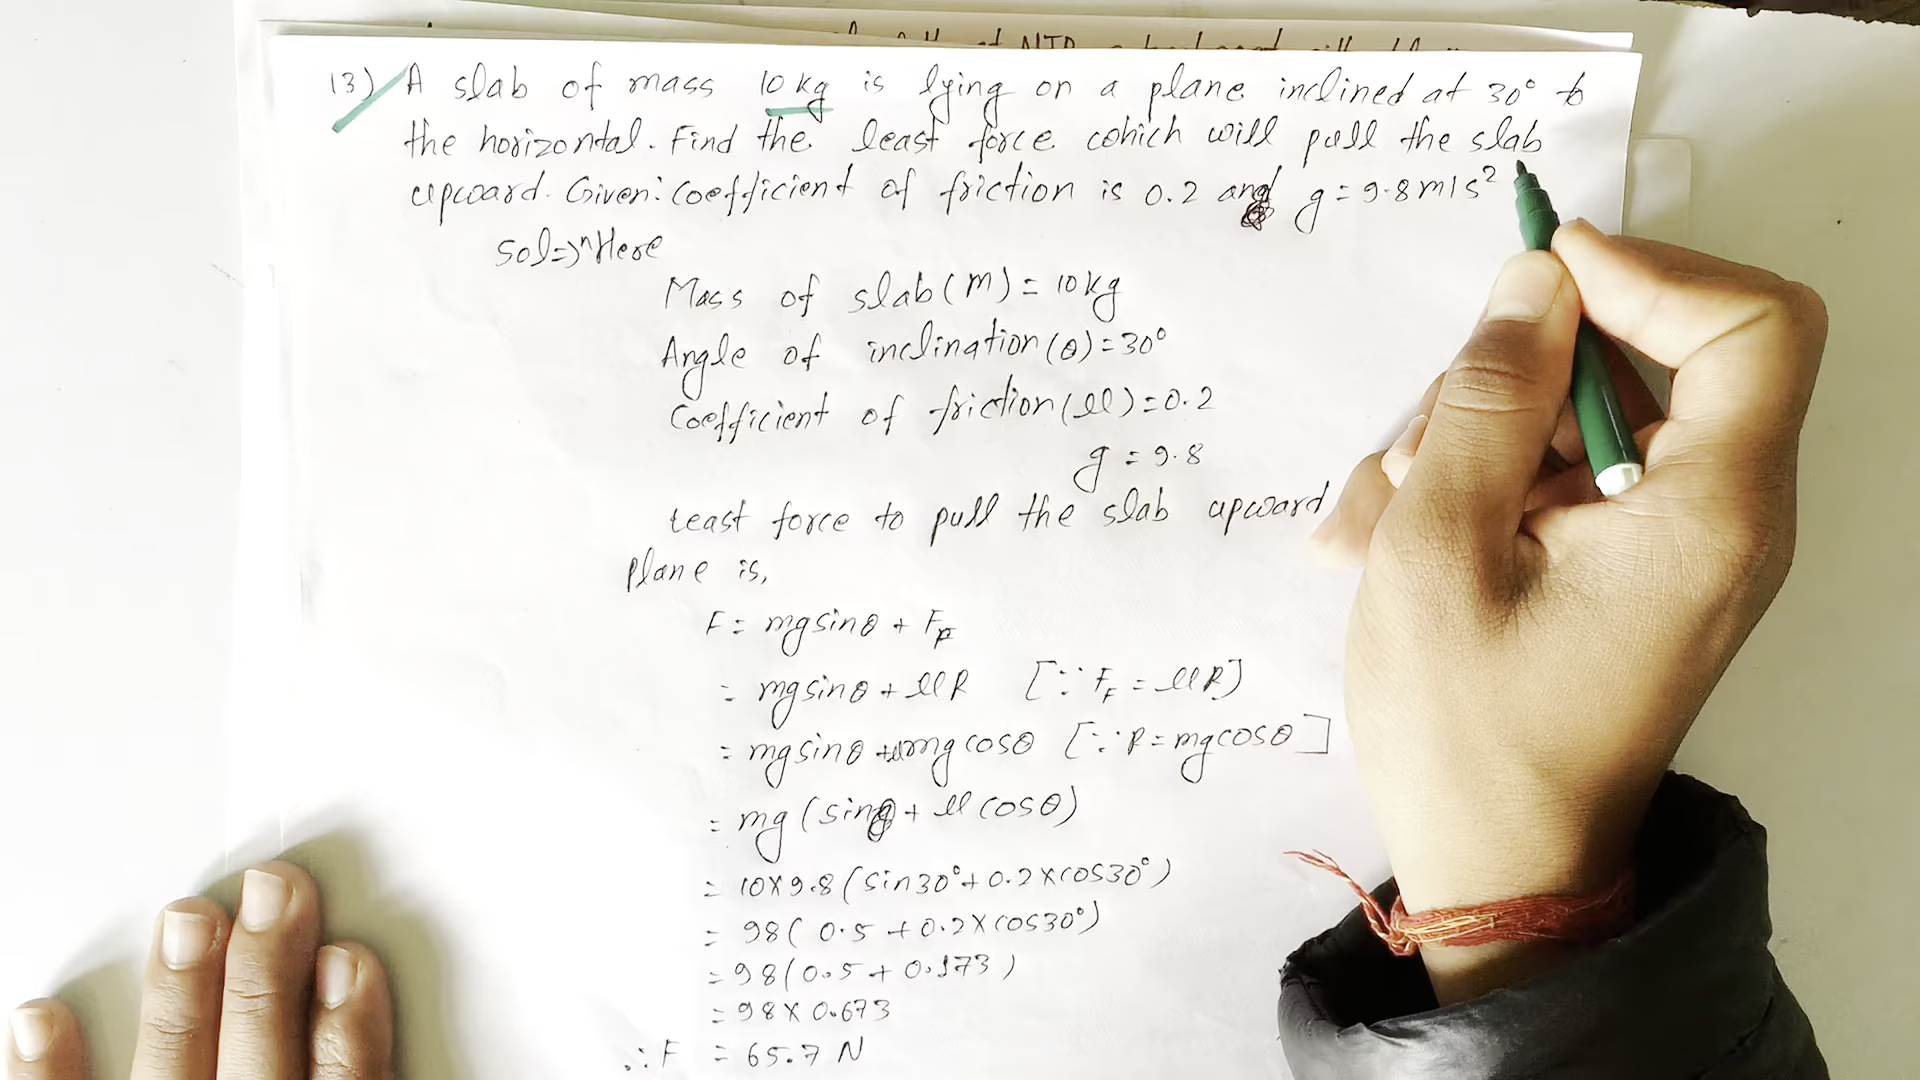 13) A slab of mass 10 kg is lying on a plane inclined at 30° to
the horizontal. Find the least force which will pull the slab
upward. Given: coefficient of friction is 0.2 and g = 9.8 m/s²
Solⁿ=> Here
Mass of slab (m) = 10 kg
Angle of inclination (θ) = 30°
Coefficient of friction (μ) = 0.2
g = 9.8
Least force to pull the slab upward
plane is,
F = mg sinθ + F_F
= mg sinθ + μR [∵ F_F = μR]
= mg sinθ + μmg cosθ [∵ R = mg cosθ]
= mg (sinθ + μ cosθ)
= 10×9.8 (sin30° + 0.2×cos30°)
= 98 ( 0.5 + 0.2×cos30°)
= 98 (0.5 + 0.173 )
= 98 × 0.673
∴ F = 65.7 N